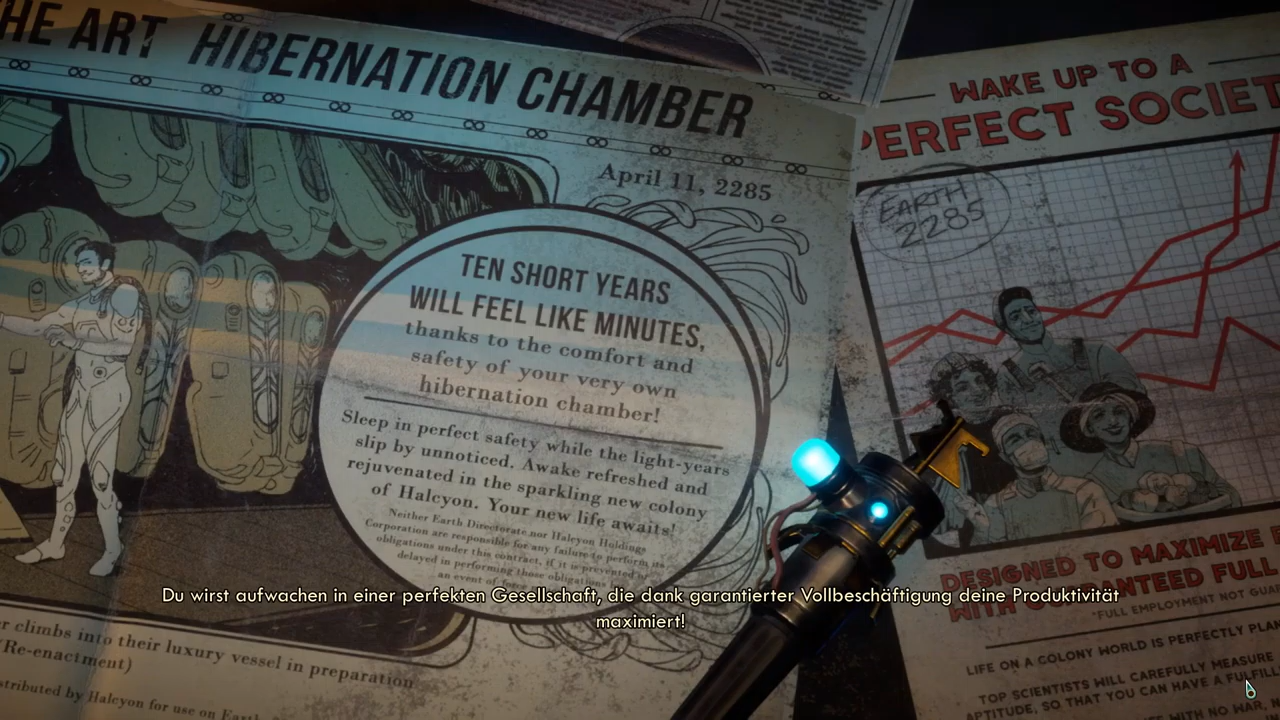 HE ART HIBERNATION CHAMBER
April 11, 2285
TEN SHORT YEARS
WILL FEEL LIKE MINUTES,
thanks to the comfort and
safety of your very own
hibernation chamber!
Sleep in perfect safety while the light-years
slip by unnoticed. Awake refreshed and
rejuvenated in the sparkling new colony
of Halcyon. Your new life awaits!
Neither Earth Directorate nor Halcyon Holdings
Corporation are responsible for any failure to perform its
obligations under this contract, if it is prevented or
delayed in performing those obligations
an event of
r climbs into their luxury vessel in preparation
(Re-enactment)
stributed by Halcyon for use on Earth
WAKE UP TO A
PERFECT SOCIET
EARTH
2285
DESIGNED TO MAXIMIZE
WITH GUARANTEED FULL
*FULL EMPLOYMENT NOT GUA
LIFE ON A COLONY WORLD IS PERFECTLY PLAN
TOP SCIENTISTS WILL CAREFULLY MEASURE
APTITUDE, SO THAT YOU CAN HAVE A FULFILL
WITH NO WAR,
Du wirst aufwachen in einer perfekten Gesellschaft, die dank garantierter Vollbeschäftigung deine Produktivität
maximiert!